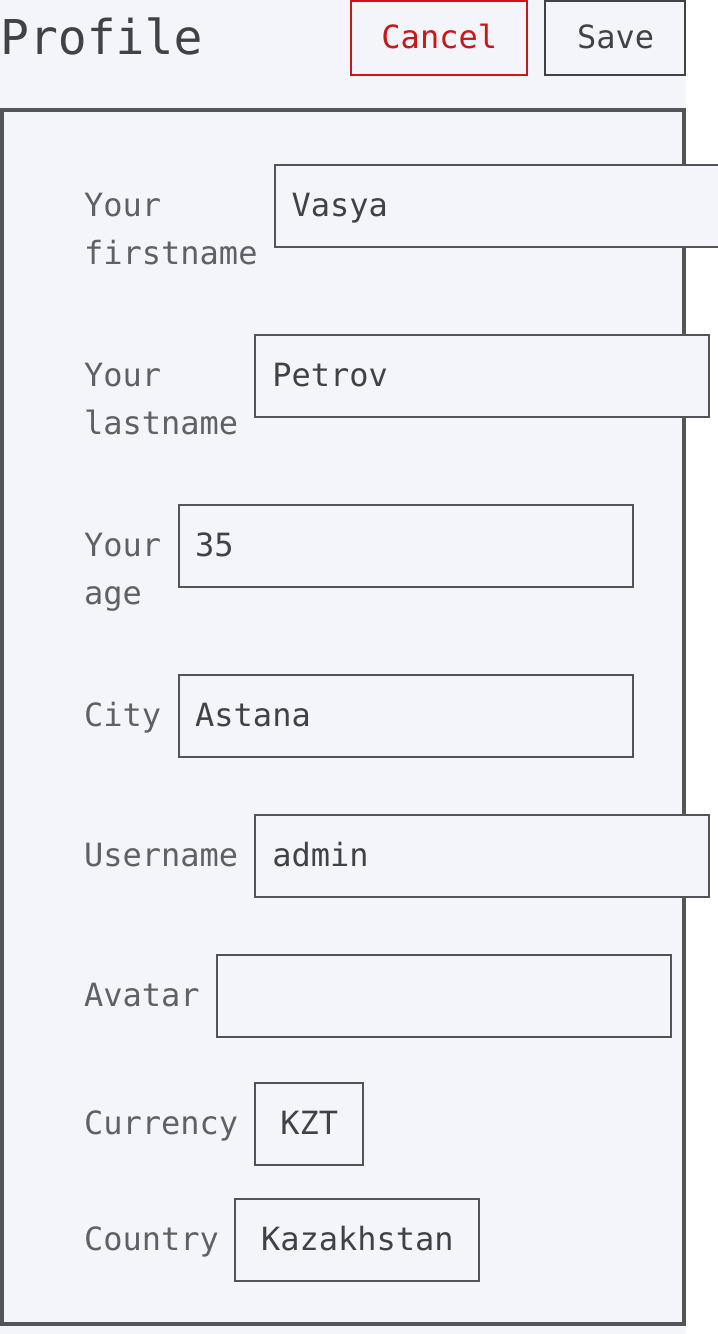 Profile Cancel Save
Your firstname Vasya
Your lastname Petrov
Your age 35
City Astana
Username admin
Avatar
Currency KZT
Country Kazakhstan